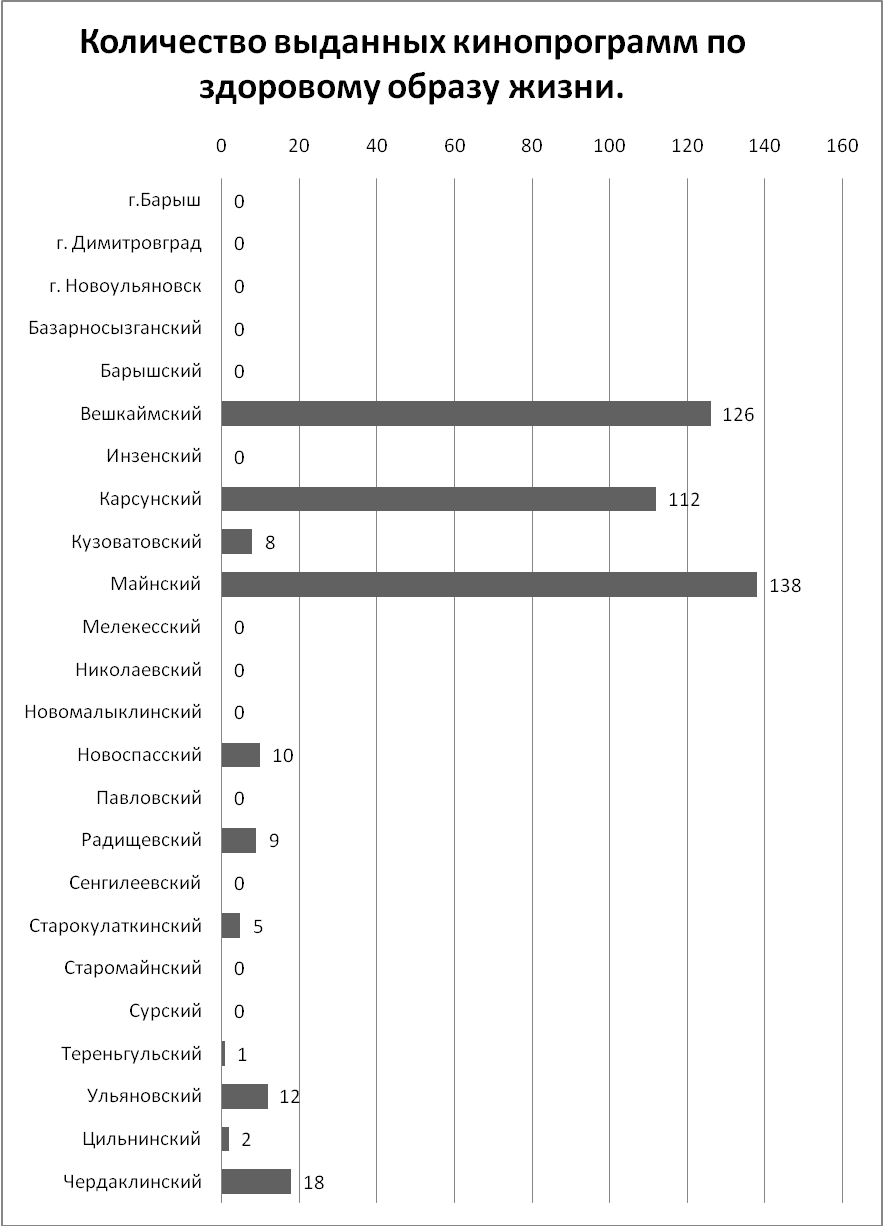 Количество выданных кинопрограмм по
здоровому образу жизни.
0 20 40 60 80 100 120 140 160
г.Барыш 0
г. Димитровград 0
г. Новоульяновск 0
Базарносызганский 0
Барышский 0
Вешкаймский 126
Инзенский 0
Карсунский 112
Кузоватовский 8
Майнский 138
Мелекесский 0
Николаевский 0
Новомалыклинский 0
Новоспасский 10
Павловский 0
Радищевский 9
Сенгилеевский 0
Старокулаткинский 5
Старомайнский 0
Сурский 0
Тереньгульский 1
Ульяновский 12
Цильнинский 2
Чердаклинский 18